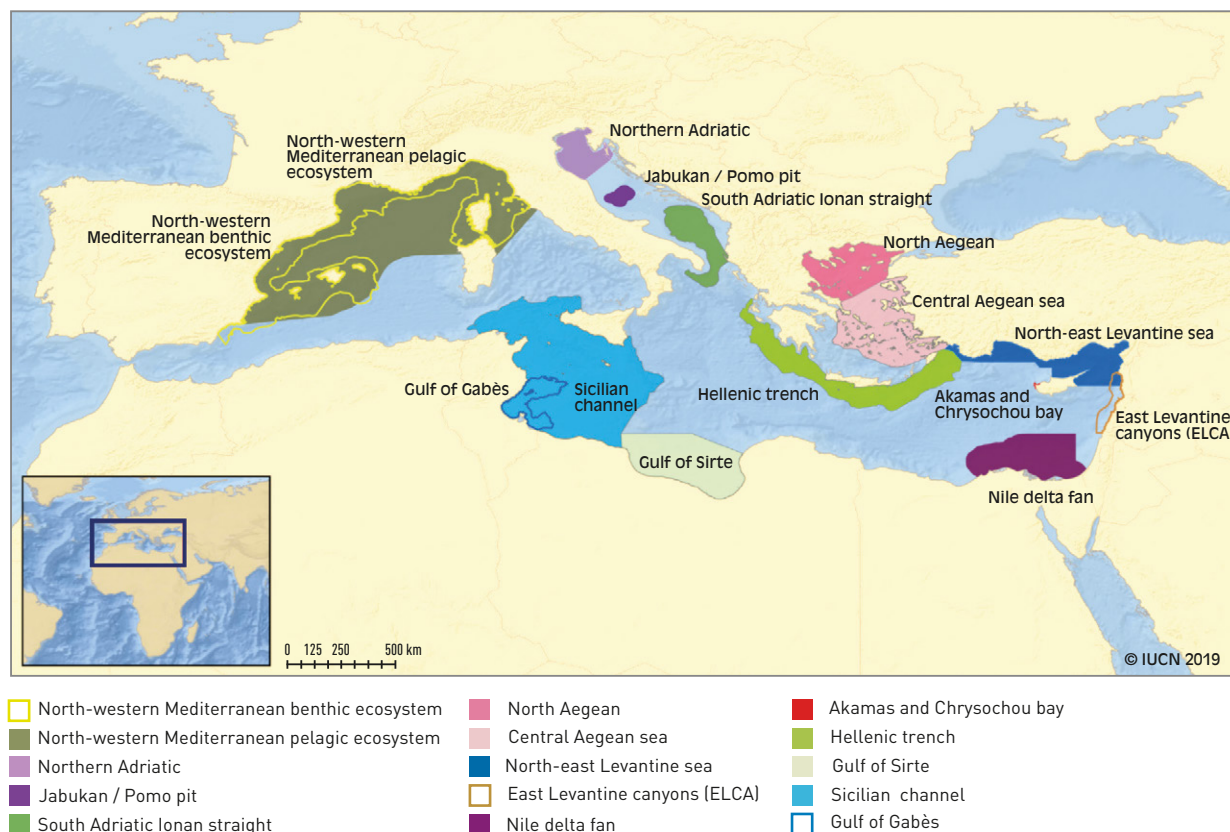 North-western
Mediterranean pelagic
ecosystem
North-western
Mediterranean benthic
ecosystem
Northern Adriatic
Jabukan / Pomo pit
South Adriatic Ionan straight
North Aegean
Central Aegean sea
North-east Levantine sea
Gulf of Gabès
Sicilian
channel
Hellenic trench
Akamas and
Chrysochou bay
East Levantine
canyons (ELCA)
Gulf of Sirte
Nile delta fan
0 125 250 500 km
© IUCN 2019
North-western Mediterranean benthic ecosystem
North-western Mediterranean pelagic ecosystem
Northern Adriatic
Jabukan / Pomo pit
South Adriatic Ionan straight
North Aegean
Central Aegean sea
North-east Levantine sea
East Levantine canyons (ELCA)
Nile delta fan
Akamas and Chrysochou bay
Hellenic trench
Gulf of Sirte
Sicilian channel
Gulf of Gabès